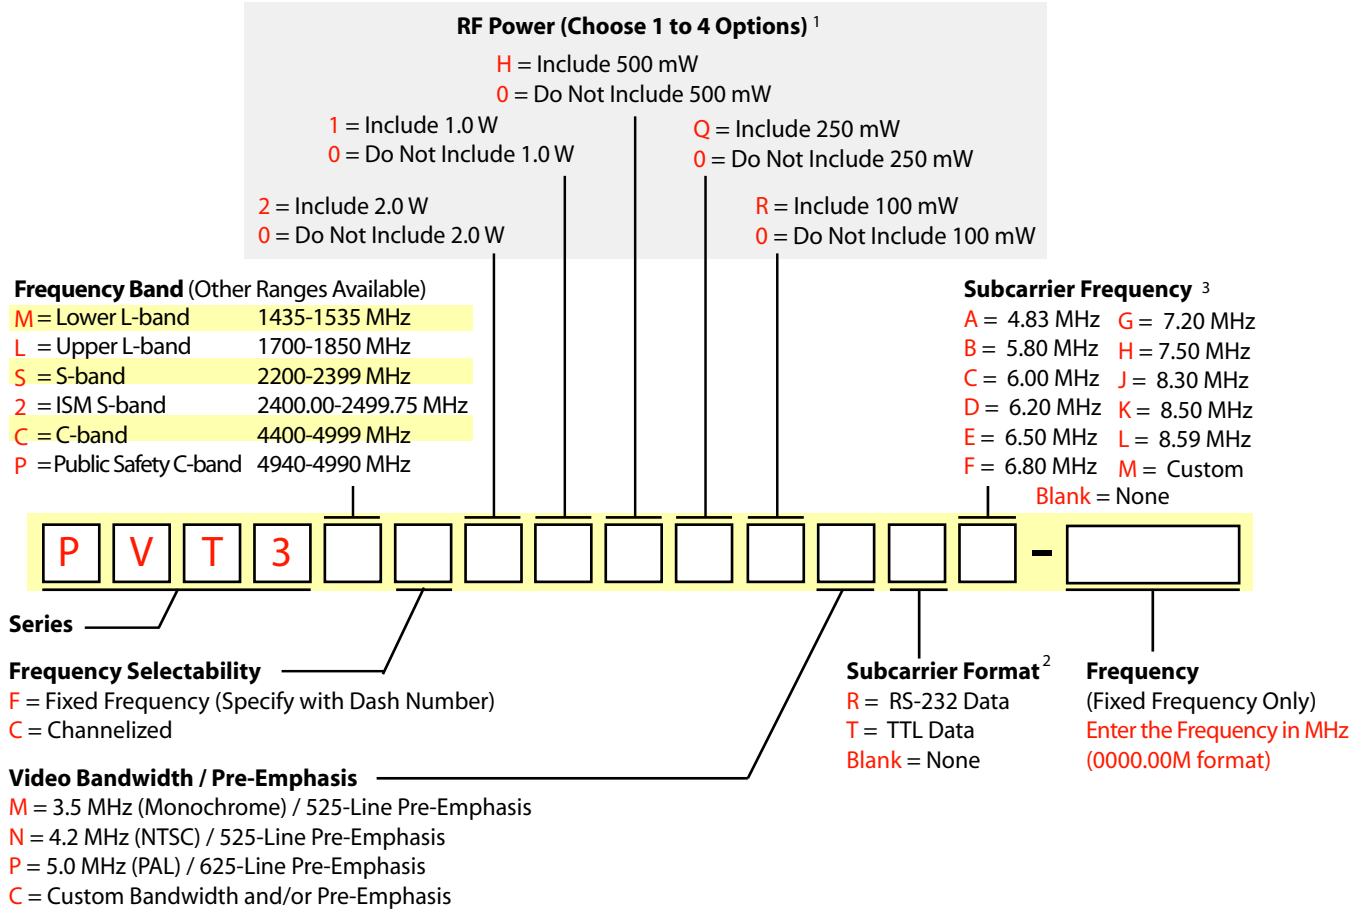 RF Power (Choose 1 to 4 Options) 1
H = Include 500 mW
0 = Do Not Include 500 mW
1 = Include 1.0 W
0 = Do Not Include 1.0 W
Q = Include 250 mW
0 = Do Not Include 250 mW
2 = Include 2.0 W
0 = Do Not Include 2.0 W
R = Include 100 mW
0 = Do Not Include 100 mW
Frequency Band (Other Ranges Available)
M = Lower L-band 1435-1535 MHz
L = Upper L-band 1700-1850 MHz
S = S-band 2200-2399 MHz
2 = ISM S-band 2400.00-2499.75 MHz
C = C-band 4400-4999 MHz
P = Public Safety C-band 4940-4990 MHz
Subcarrier Frequency 3
A = 4.83 MHz G = 7.20 MHz
B = 5.80 MHz H = 7.50 MHz
C = 6.00 MHz J = 8.30 MHz
D = 6.20 MHz K = 8.50 MHz
E = 6.50 MHz L = 8.59 MHz
F = 6.80 MHz M = Custom
Blank = None
P V T 3 -
Series
Frequency Selectability
F = Fixed Frequency (Specify with Dash Number)
C = Channelized
Video Bandwidth / Pre-Emphasis
M = 3.5 MHz (Monochrome) / 525-Line Pre-Emphasis
N = 4.2 MHz (NTSC) / 525-Line Pre-Emphasis
P = 5.0 MHz (PAL) / 625-Line Pre-Emphasis
C = Custom Bandwidth and/or Pre-Emphasis
Subcarrier Format 2
R = RS-232 Data
T = TTL Data
Blank = None
Frequency
(Fixed Frequency Only)
Enter the Frequency in MHz
(0000.00M format)